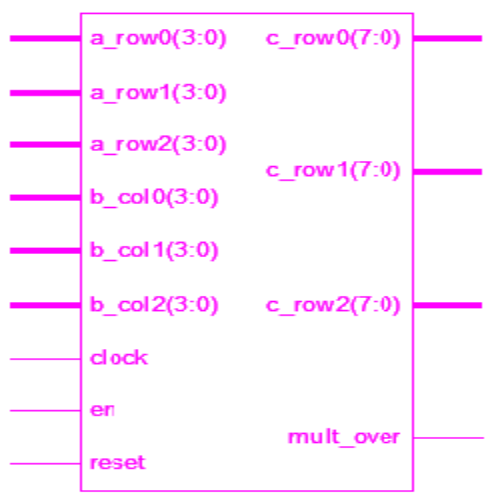 a_row0(3:0) c_row0(7:0)
a_row1(3:0)
a_row2(3:0)
c_row1(7:0)
b_col0(3:0)
b_col1(3:0)
b_col2(3:0) c_row2(7:0)
clock
en
mult_over
reset